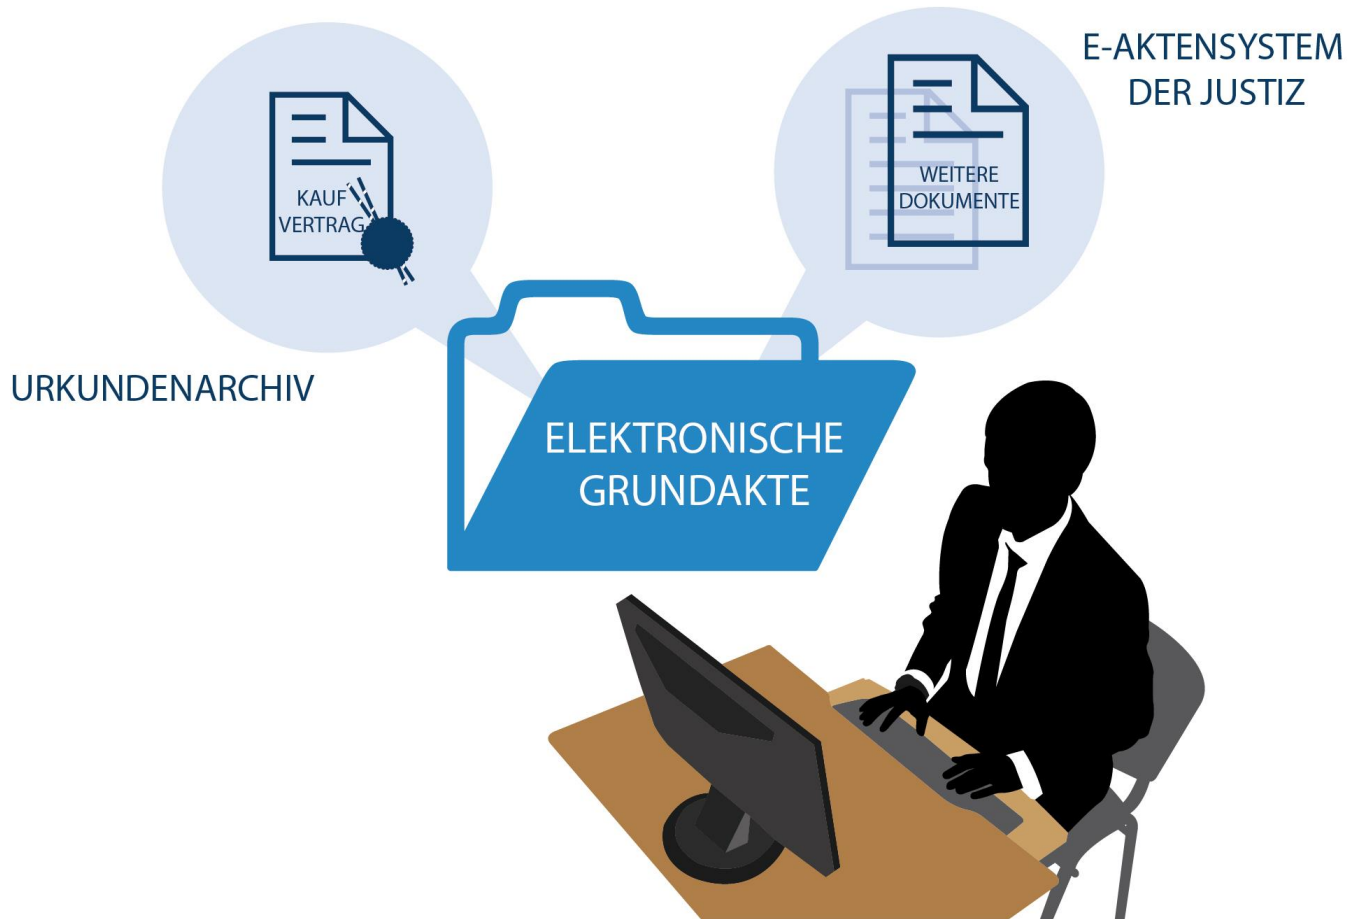 E-AKTENSYSTEM
DER JUSTIZ
KAUF
VERTRAG
WEITERE
DOKUMENTE
URKUNDENARCHIV
ELEKTRONISCHE
GRUNDAKTE